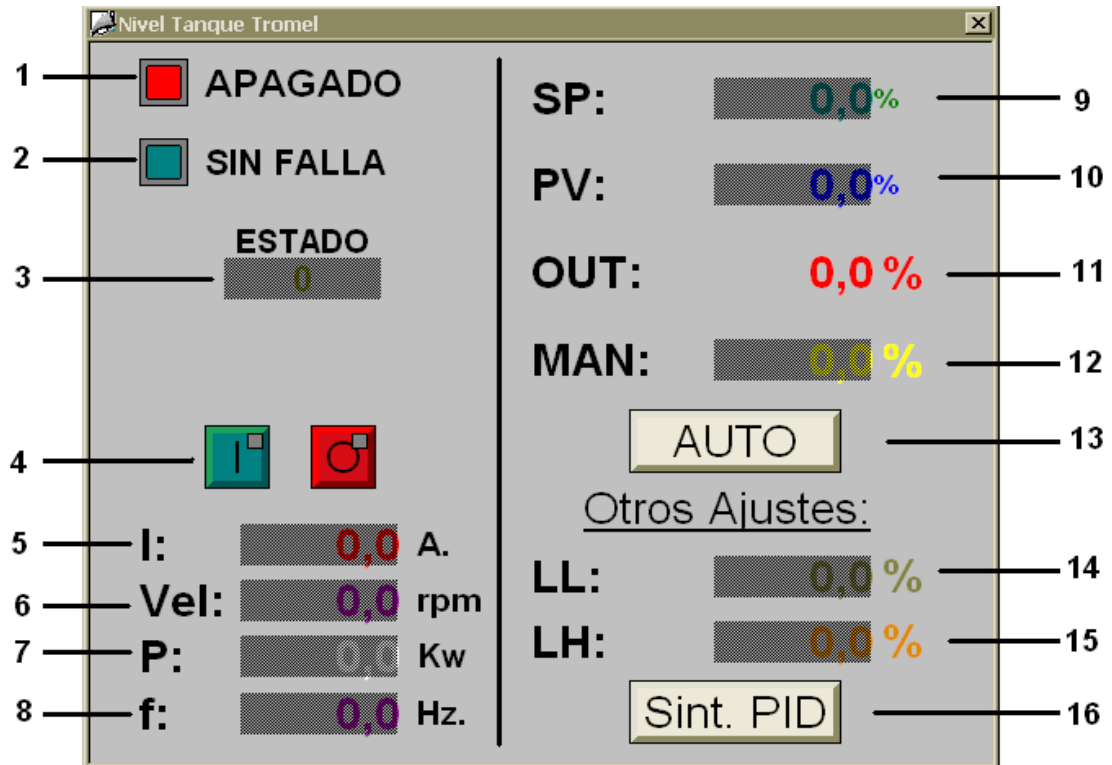 Nivel Tanque Tromel
1 APAGADO
2 SIN FALLA
ESTADO
3 0
4
5 I: 0,0 A.
6 Vel: 0,0 rpm
7 P: 0,0 Kw
8 f: 0,0 Hz.
SP: 0,0% 9
PV: 0,0% 10
OUT: 0,0 % 11
MAN: 0,0 % 12
AUTO 13
Otros Ajustes:
LL: 0,0 % 14
LH: 0,0 % 15
Sint. PID 16